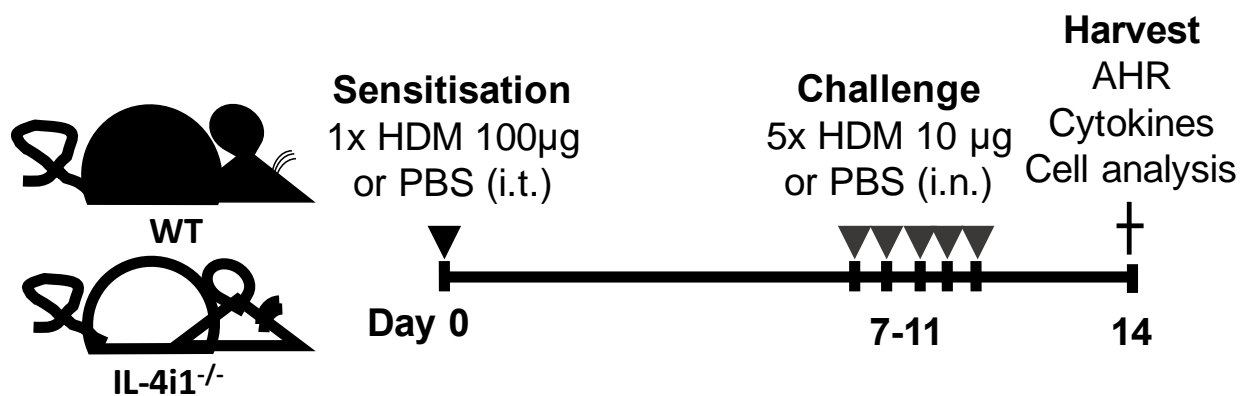 WT
IL-4i1-/-
Sensitisation
1x HDM 100µg
or PBS (i.t.)
Day 0
Challenge
5x HDM 10 µg
or PBS (i.n.)
7-11
Harvest
AHR
Cytokines
Cell analysis
14